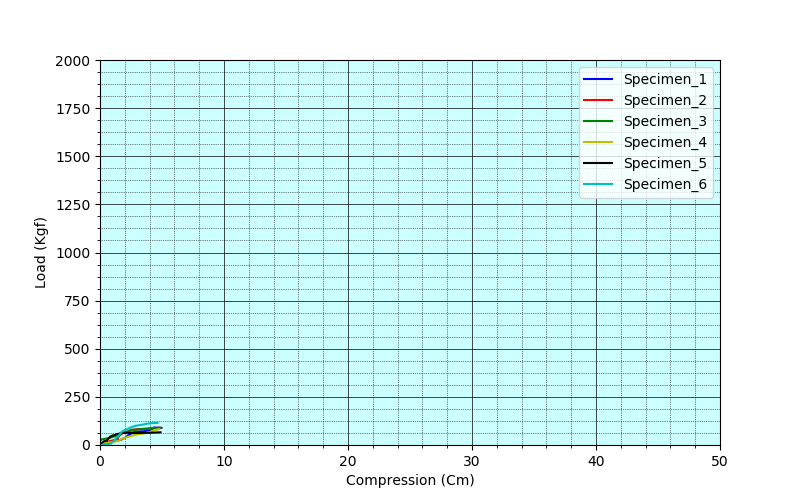 2000
1750
1500
1250
1000
750
500
250
0
Load (Kgf)
Specimen_1
Specimen_2
Specimen_3
Specimen_4
Specimen_5
Specimen_6
0 10 20 30 40 50
Compression (Cm)